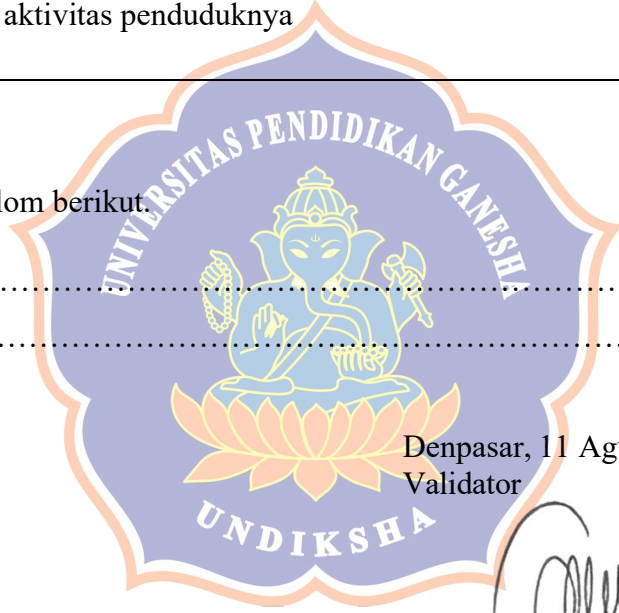 aktivitas penduduknya
UNIVERSITAS PENDIDIKAN GANESHA
lom berikut.
…………………………………………………………
…………………………………………………………
Denpasar, 11 Ag
Validator
UNDIKSHA